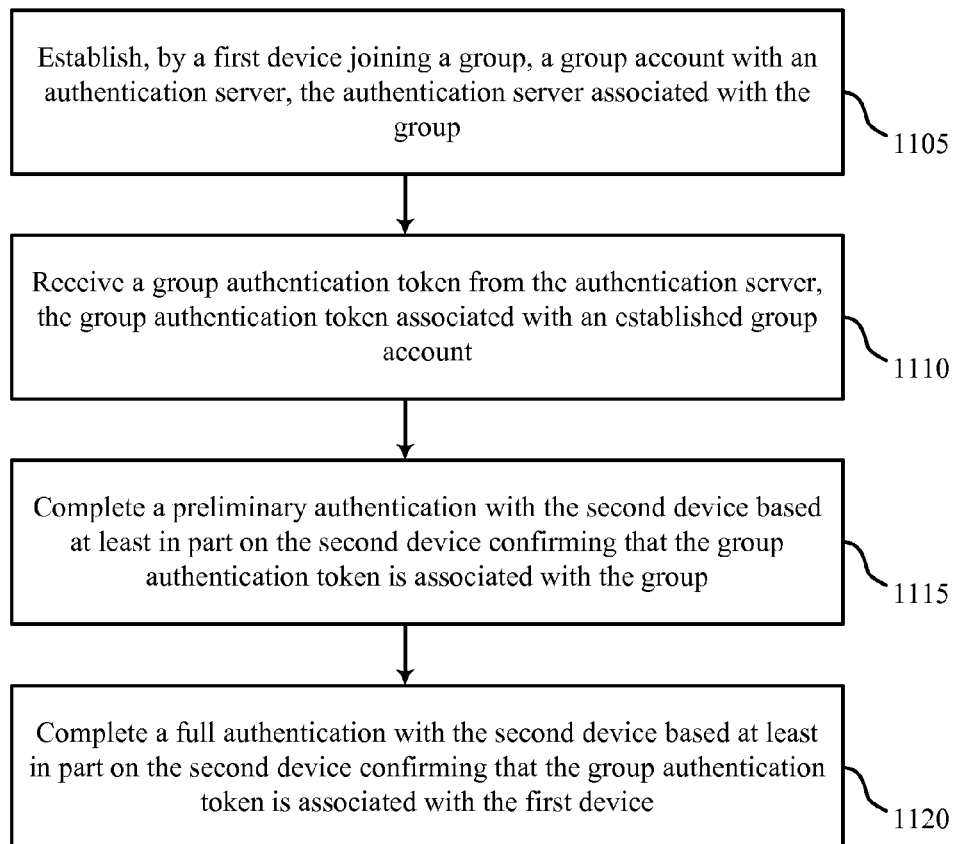 Establish, by a first device joining a group, a group account with an
authentication server, the authentication server associated with the
group
1105
Receive a group authentication token from the authentication server,
the group authentication token associated with an established group
account
1110
Complete a preliminary authentication with the second device based
at least in part on the second device confirming that the group
authentication token is associated with the group
1115
Complete a full authentication with the second device based at least
in part on the second device confirming that the group authentication
token is associated with the first device
1120